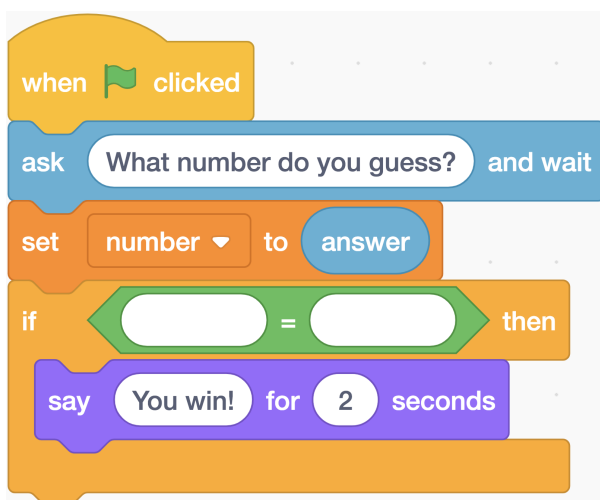 when clicked
ask What number do you guess? and wait
set number to answer
if = then
say You win! for 2 seconds